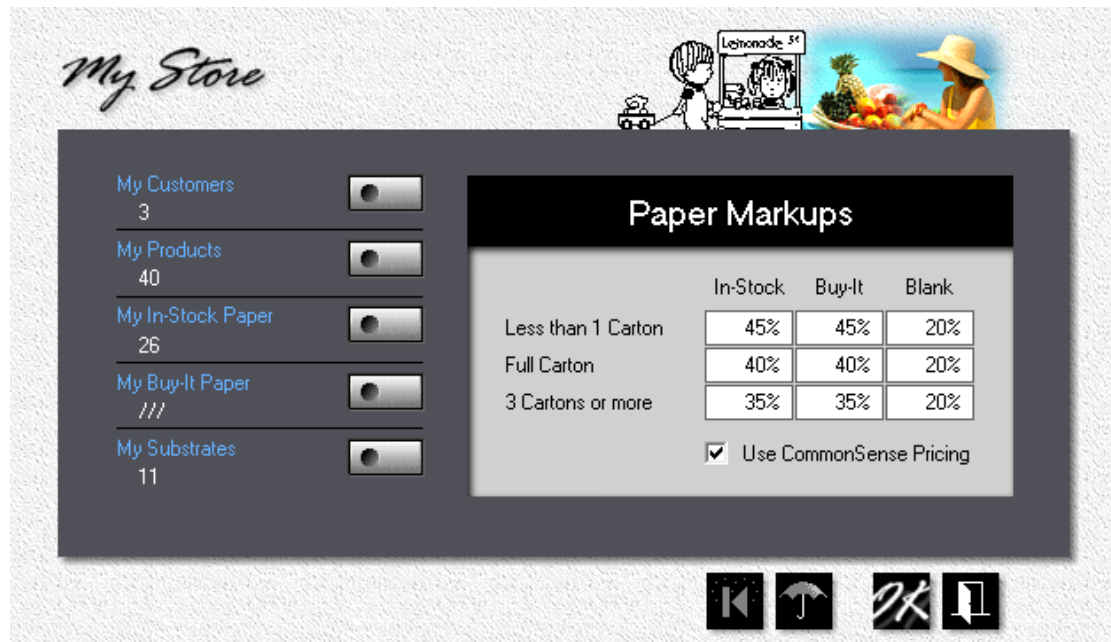 My Store
Lemonade 5¢
My Customers
3
My Products
40
My In-Stock Paper
26
My Buy-It Paper
///
My Substrates
11
Paper Markups
In-Stock Buy-It Blank
Less than 1 Carton 45% 45% 20%
Full Carton 40% 40% 20%
3 Cartons or more 35% 35% 20%
Use CommonSense Pricing
OK